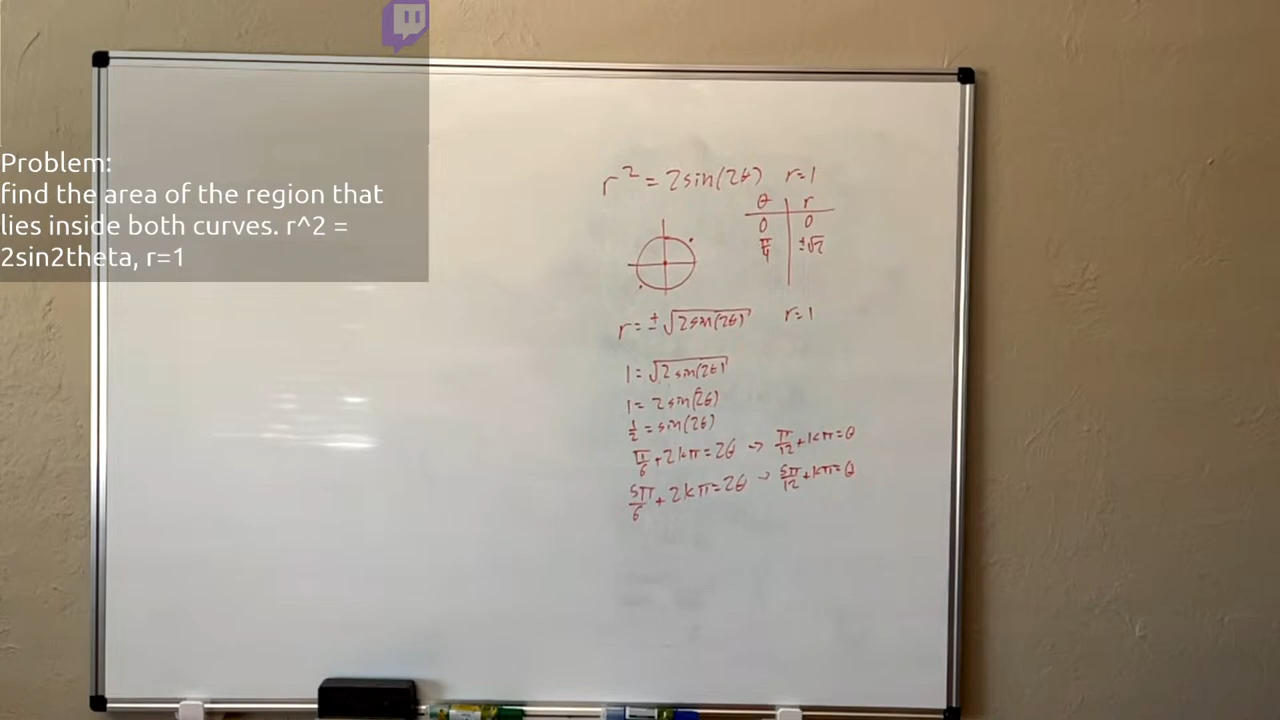 Problem:
find the area of the region that
lies inside both curves. r^2 =
2sin2theta, r=1
r² = 2sin(2θ) r=1
θ r
0 0
π/4 ±√2
r = ±√2sin(2θ) r=1
1 = √2sin(2θ)
1 = 2sin(2θ)
1/2 = sin(2θ)
π/6 + 2kπ = 2θ → π/12 + kπ = θ
5π/6 + 2kπ = 2θ → 5π/12 + kπ = θ